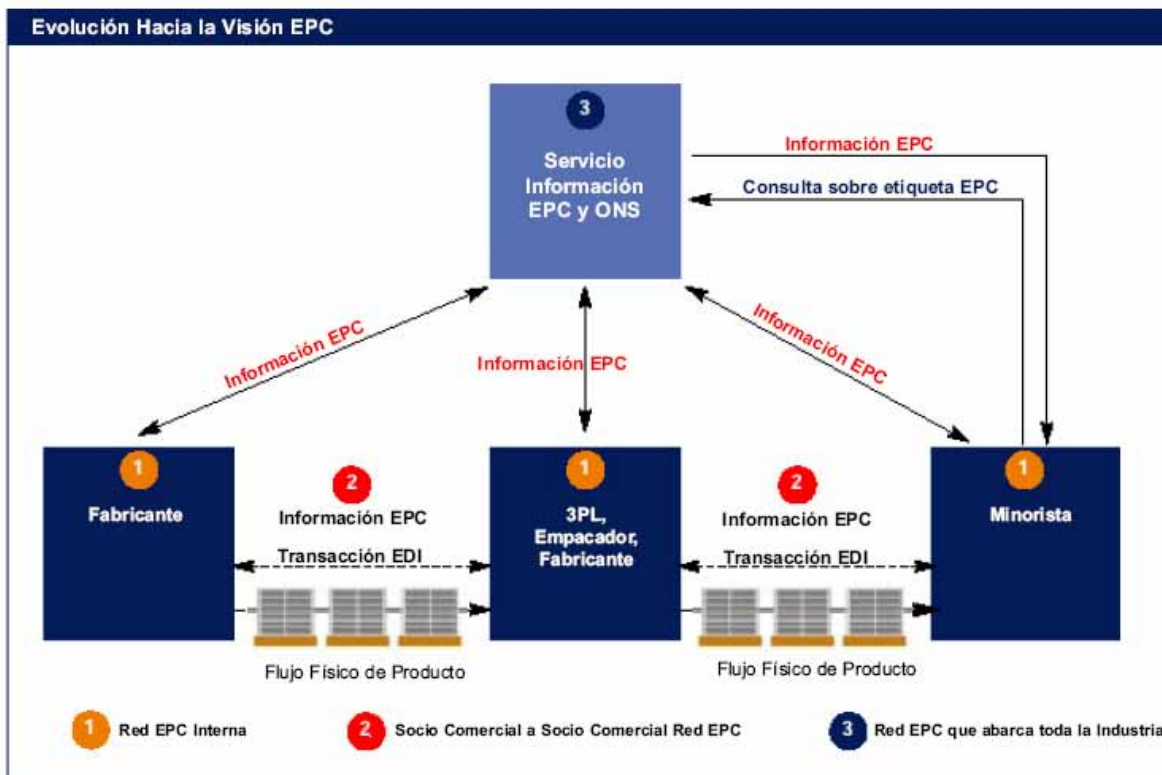 Evolución Hacia la Visión EPC
3
Servicio
Información
EPC y ONS
Información EPC
Consulta sobre etiqueta EPC
Información EPC
Información EPC
Información EPC
1
Fabricante
2
Información EPC
Transacción EDI
Flujo Físico de Producto
1
3PL,
Empacador,
Fabricante
2
Información EPC
Transacción EDI
Flujo Físico de Producto
1
Minorista
1 Red EPC Interna
2 Socio Comercial a Socio Comercial Red EPC
3 Red EPC que abarca toda la Industria